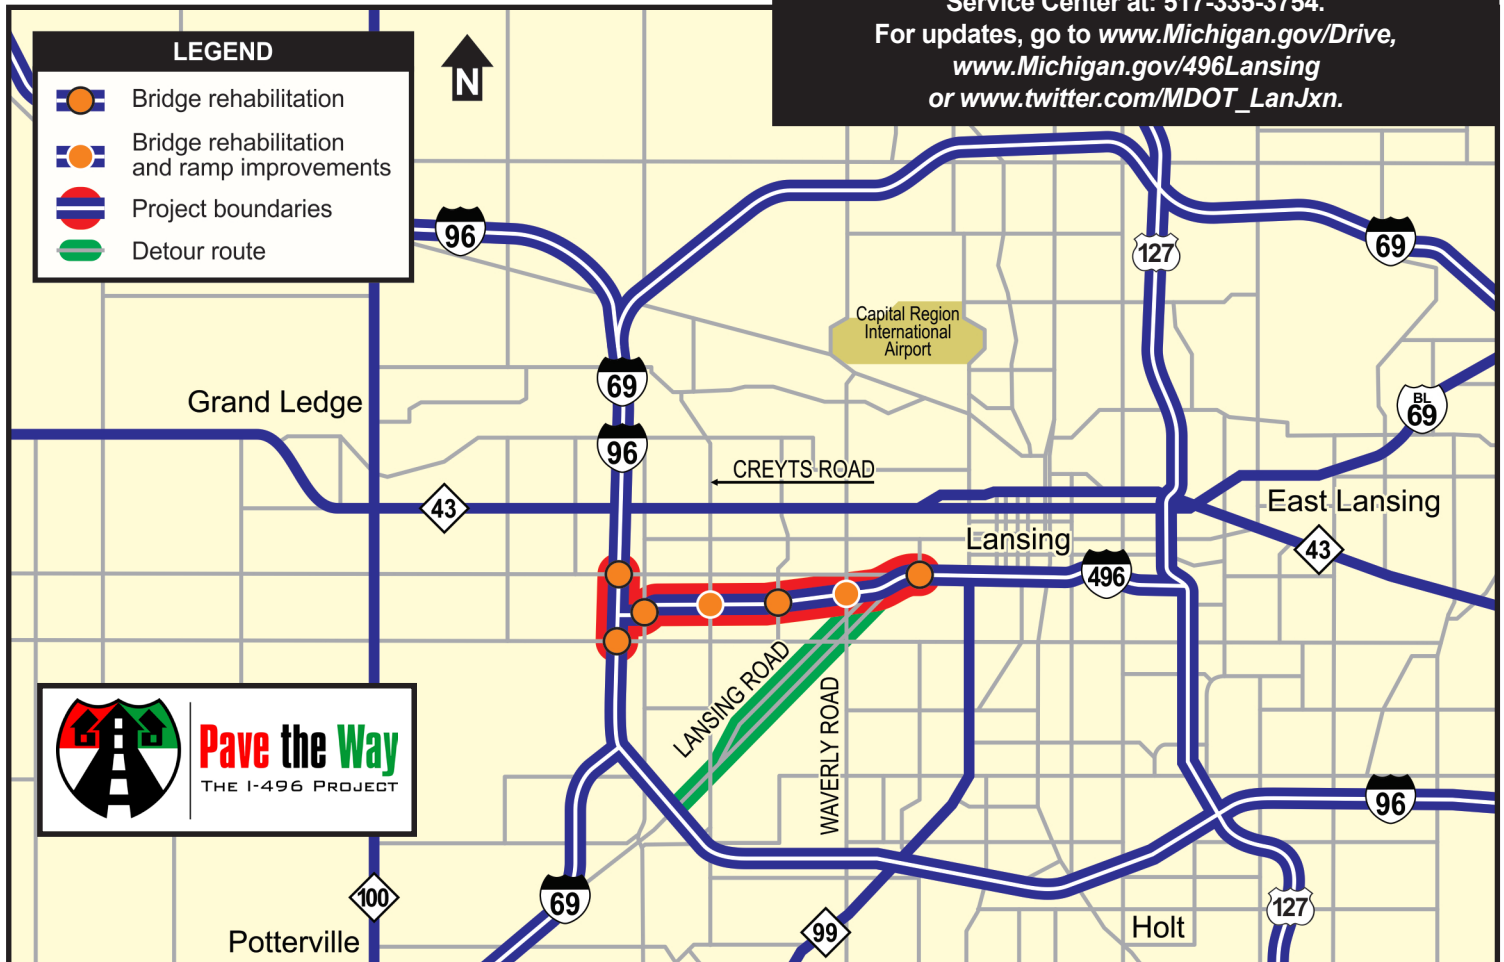 Service Center at: 517-335-3754.
For updates, go to www.Michigan.gov/Drive,
www.Michigan.gov/496Lansing
or www.twitter.com/MDOT_LanJxn.
LEGEND
Bridge rehabilitation
Bridge rehabilitation
and ramp improvements
Project boundaries
Detour route
N
96
69
127
Capital Region
International
Airport
69
BL
69
Grand Ledge
96
CREYTS ROAD
43
East Lansing
Lansing
43
496
LANSING ROAD
WAVERLY ROAD
Pave the Way
THE I-496 PROJECT
96
100
69
127
99
Potterville
Holt